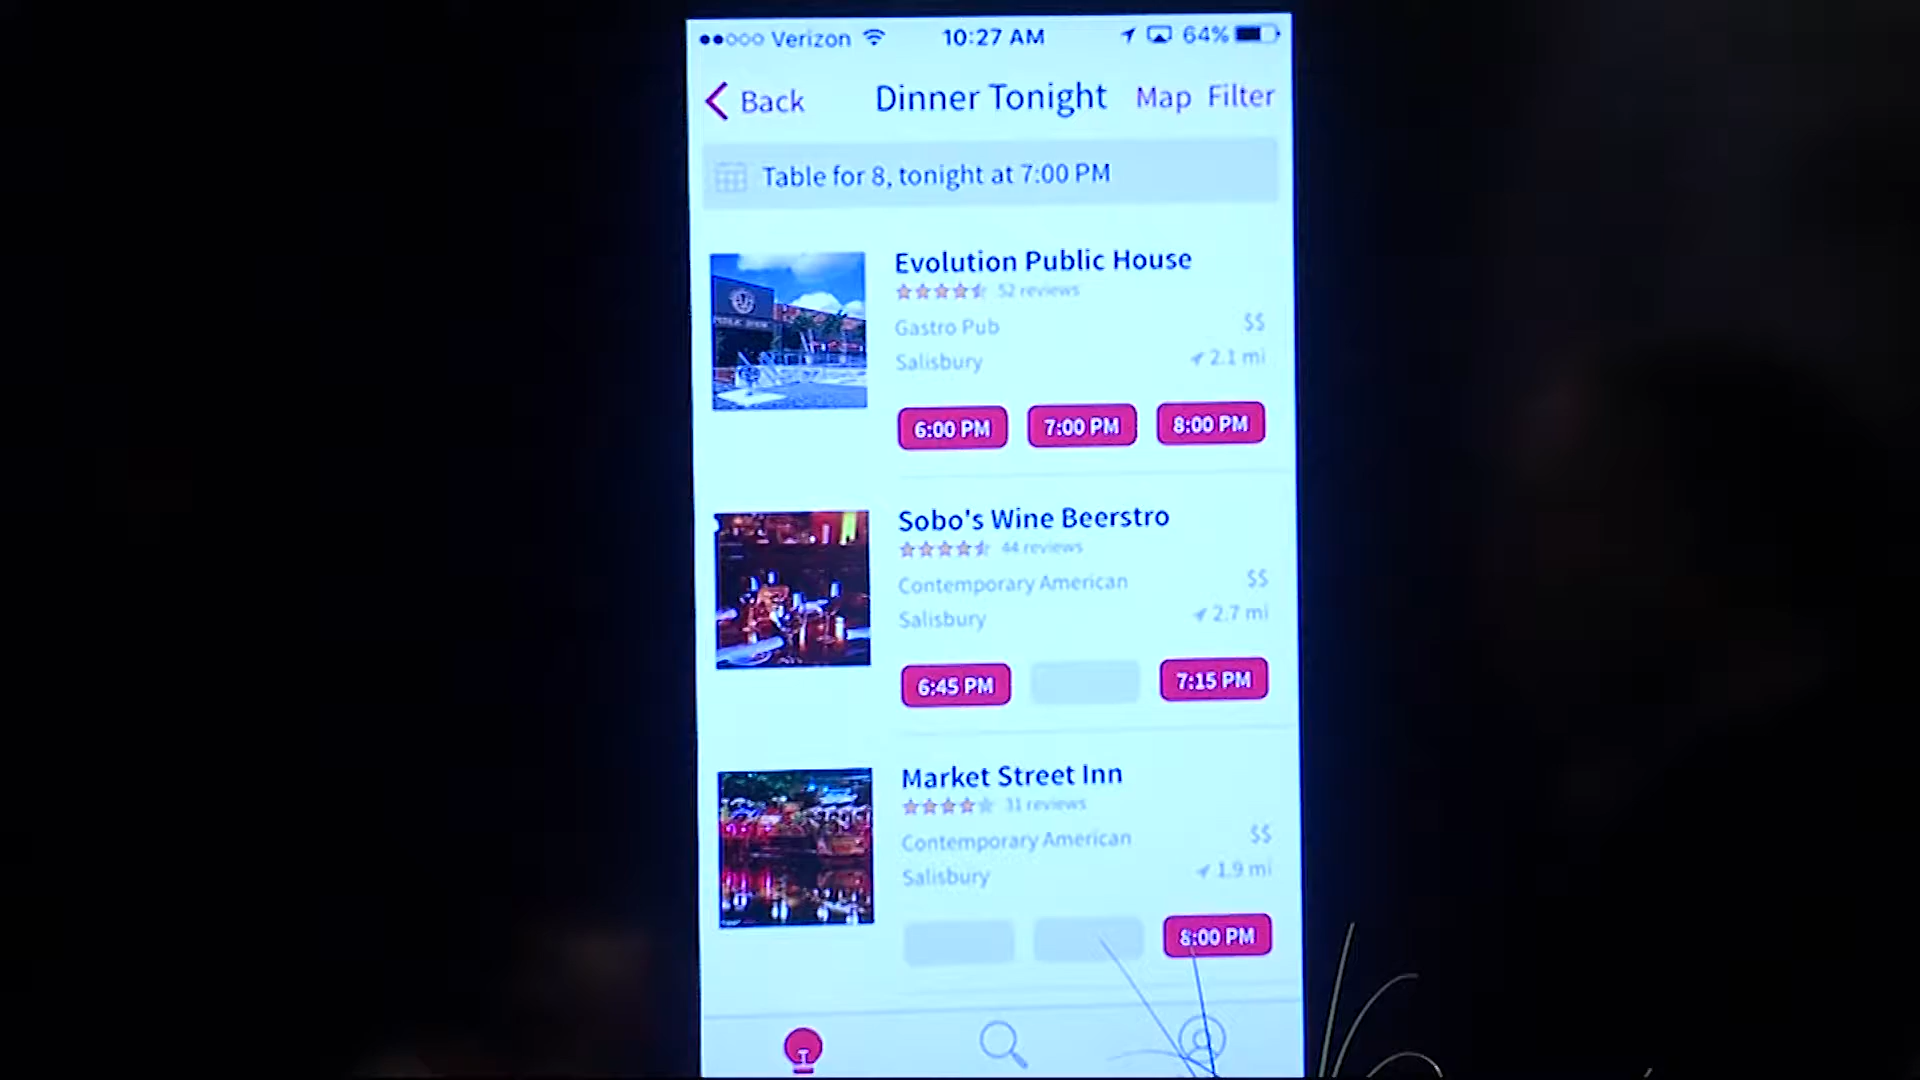 Verizon 10:27 AM 64%
Back Dinner Tonight Map Filter
Table for 8, tonight at 7:00 PM
Evolution Public House
52 reviews
Gastro Pub $$
Salisbury 2.1 mi
6:00 PM 7:00 PM 8:00 PM
Sobo's Wine Beerstro
44 reviews
Contemporary American $$
Salisbury 2.7 mi
6:45 PM 7:15 PM
Market Street Inn
31 reviews
Contemporary American $$
Salisbury 1.9 mi
8:00 PM